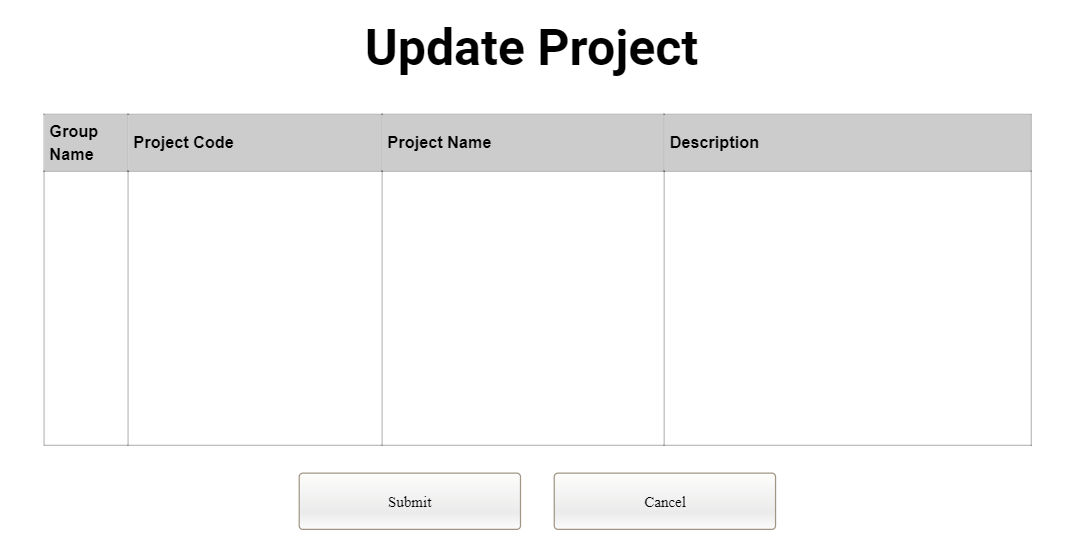 Update Project
Group
Name
Project Code
Project Name
Description
Submit
Cancel